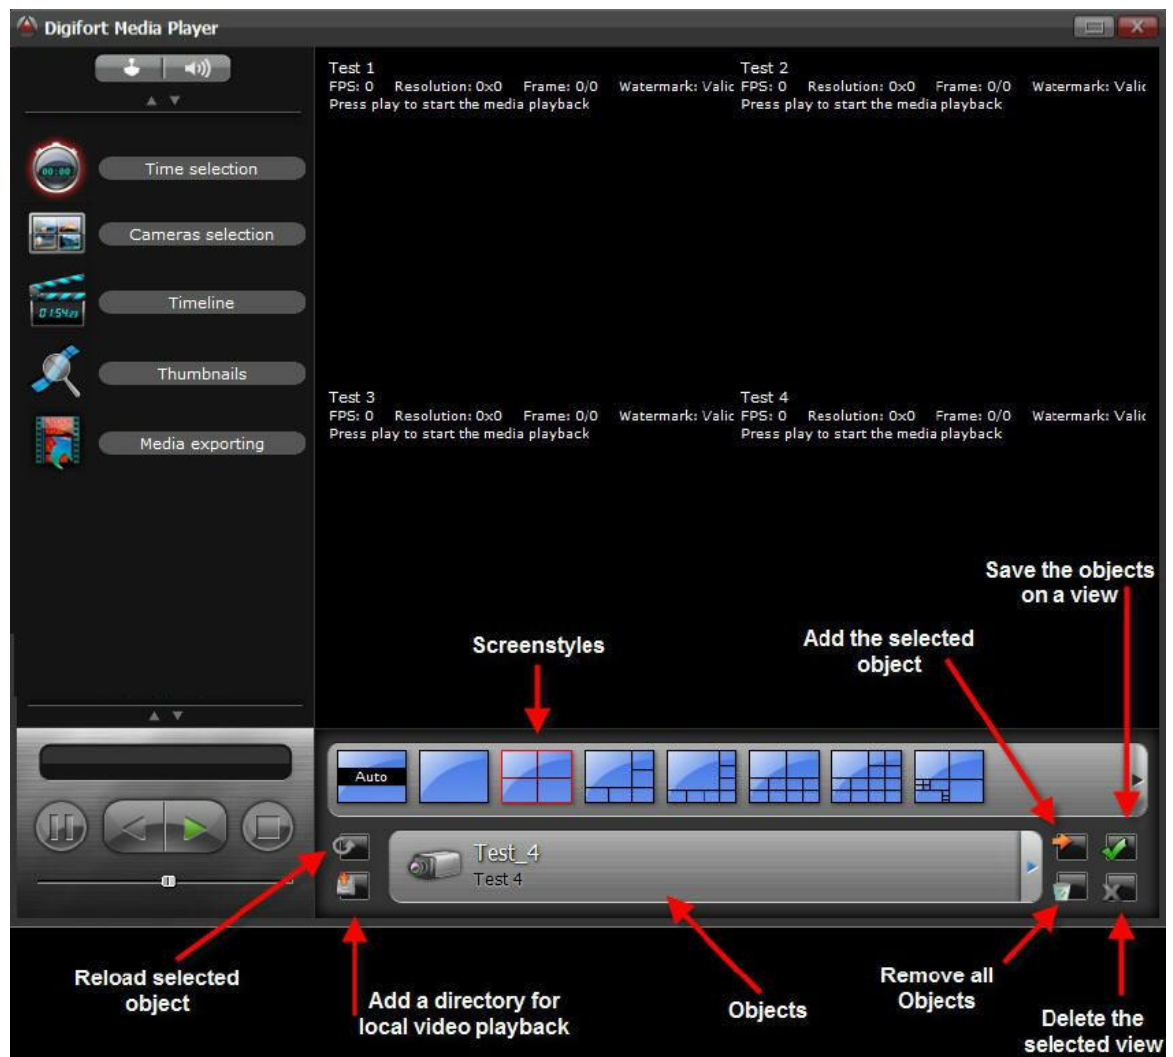 Digifort Media Player
Test 1
FPS: 0 Resolution: 0x0 Frame: 0/0 Watermark: Valic
Press play to start the media playback
Test 2
FPS: 0 Resolution: 0x0 Frame: 0/0 Watermark: Valic
Press play to start the media playback
00:00
Time selection
Cameras selection
Timeline
Thumbnails
Media exporting
Test 3
FPS: 0 Resolution: 0x0 Frame: 0/0 Watermark: Valic
Press play to start the media playback
Test 4
FPS: 0 Resolution: 0x0 Frame: 0/0 Watermark: Valic
Press play to start the media playback
Save the objects
on a view
Screenstyles
Add the selected
object
Auto
Test_4
Test 4
Reload selected
object
Add a directory for
local video playback
Objects
Remove all
Objects
Delete the
selected view